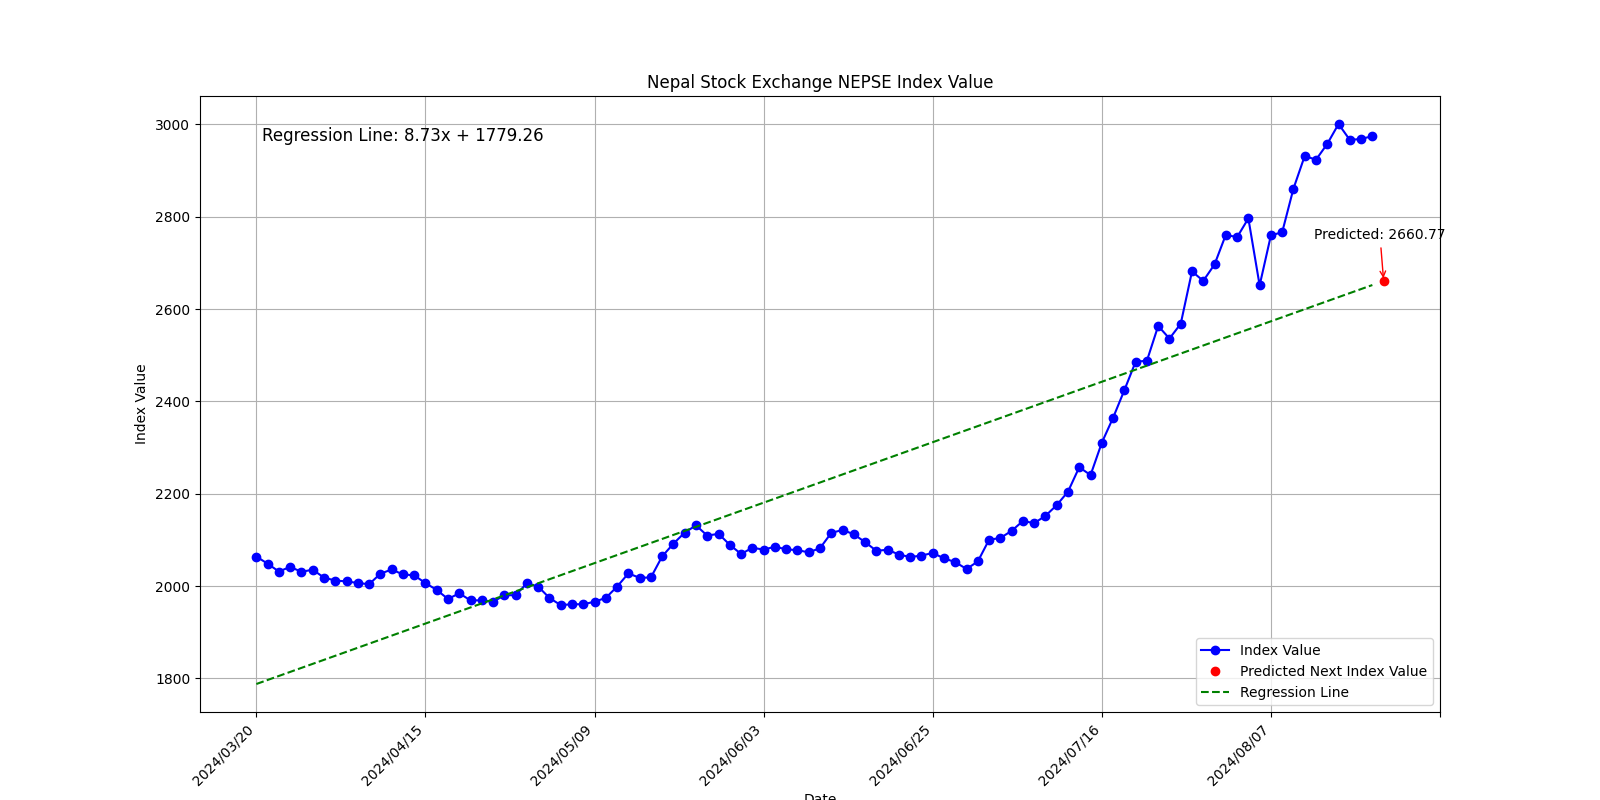 Nepal Stock Exchange NEPSE Index Value
Regression Line: 8.73x + 1779.26
Predicted: 2660.77
Index Value
3000
2800
2600
2400
2200
2000
1800
Index Value
Predicted Next Index Value
Regression Line
2024/03/20
2024/04/15
2024/05/09
2024/06/03
2024/06/25
2024/07/16
2024/08/07
Date